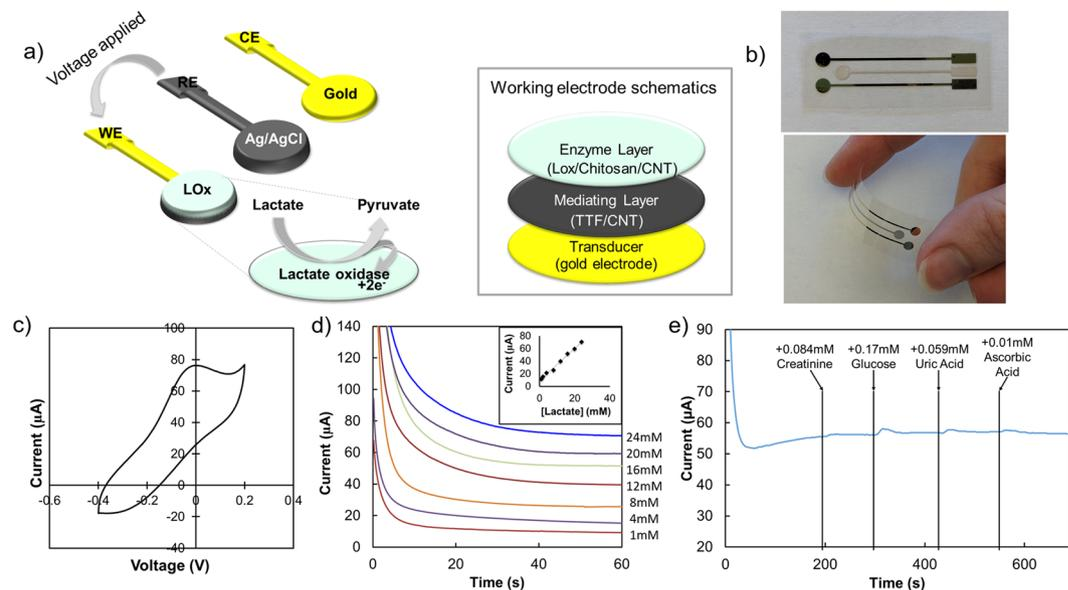 a)
Voltage applied
CE
Gold
RE
Ag/AgCl
WE
LOx
Lactate
Pyruvate
Lactate oxidase
+2e-
Working electrode schematics
Enzyme Layer
(Lox/Chitosan/CNT)
Mediating Layer
(TTF/CNT)
Transducer
(gold electrode)
b)
c)
Current (µA)
100
80
60
40
20
0
-20
-40
-0.6
-0.4
-0.2
0
0.2
0.4
Voltage (V)
d)
Current (µA)
140
120
100
80
60
40
20
0
0
20
40
60
Time (s)
Current (µA)
80
60
40
20
0
0
20
40
[Lactate] (mM)
24mM
20mM
16mM
12mM
8mM
4mM
1mM
e)
Current (µA)
90
80
70
60
50
40
30
20
0
200
400
600
Time (s)
+0.084mM
Creatinine
+0.17mM
Glucose
+0.059mM
Uric Acid
+0.01mM
Ascorbic
Acid